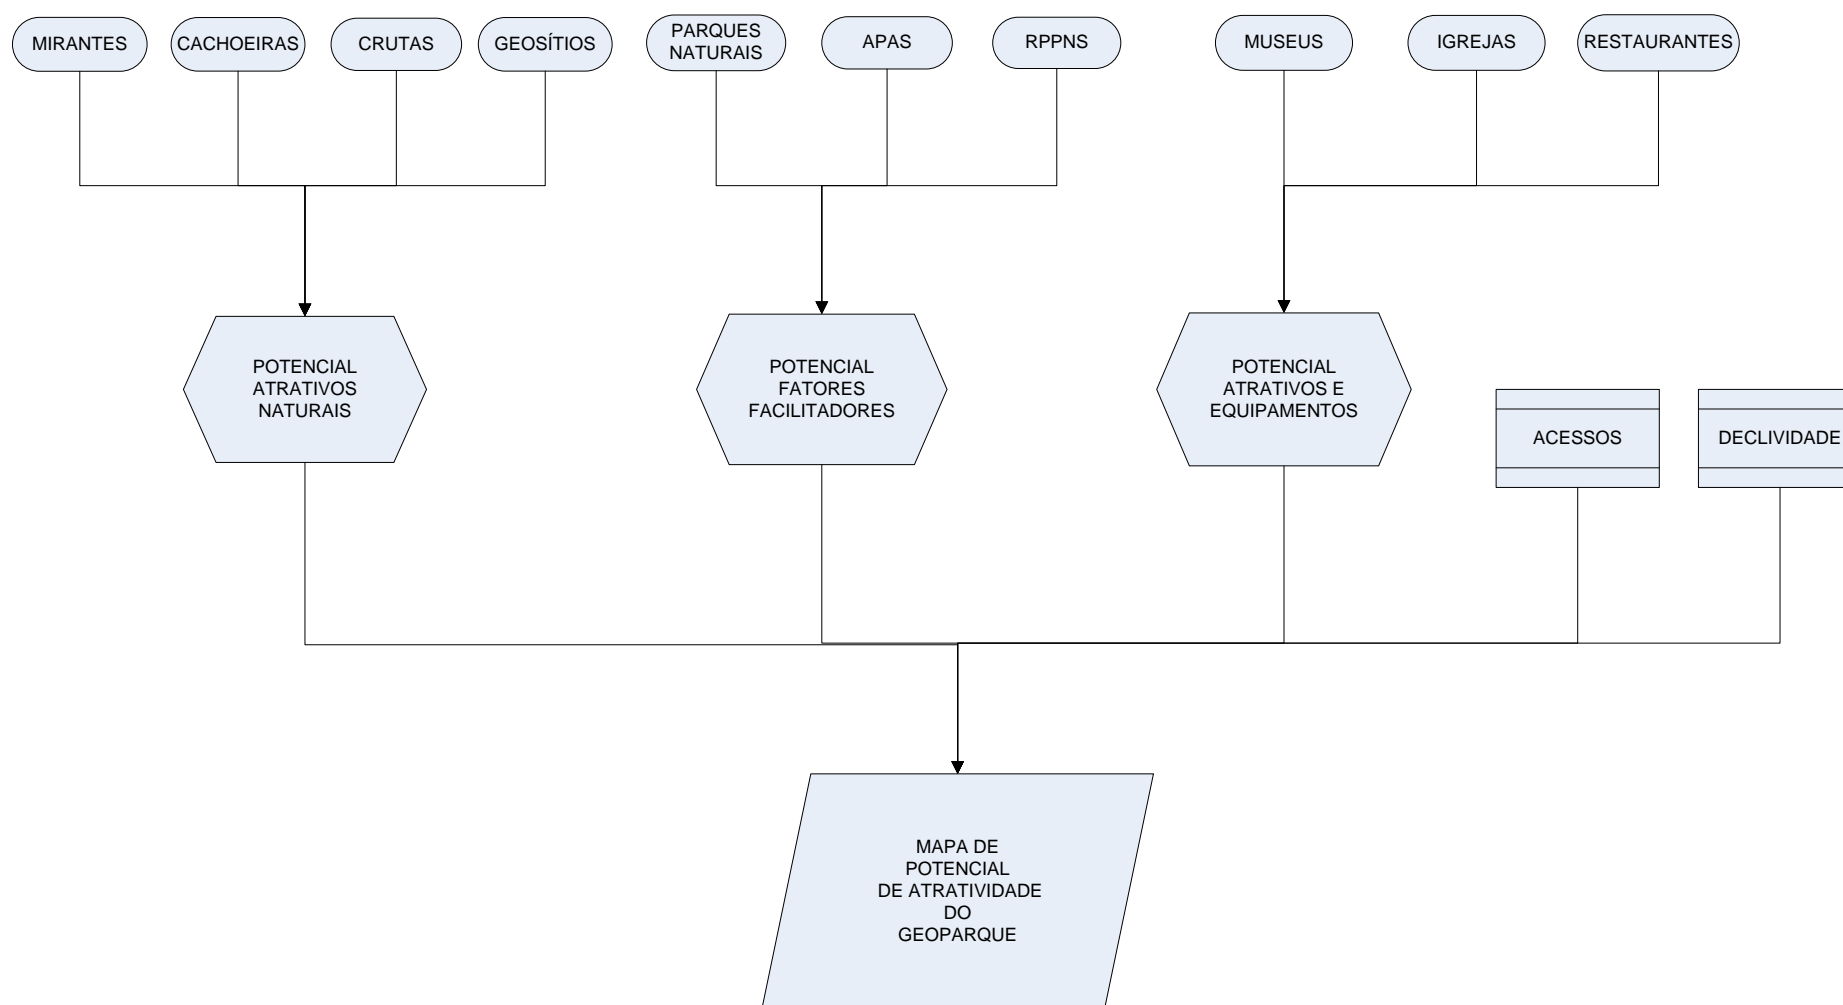 MIRANTES
CACHOEIRAS
CRUTAS
GEOSÍTIOS
PARQUES
NATURAIS
APAS
RPPNS
MUSEUS
IGREJAS
RESTAURANTES
POTENCIAL
ATRATIVOS
NATURAIS
POTENCIAL
FATORES
FACILITADORES
POTENCIAL
ATRATIVOS E
EQUIPAMENTOS
ACESSOS
DECLIVIDADE
MAPA DE
POTENCIAL
DE ATRATIVIDADE
DO
GEOPARQUE